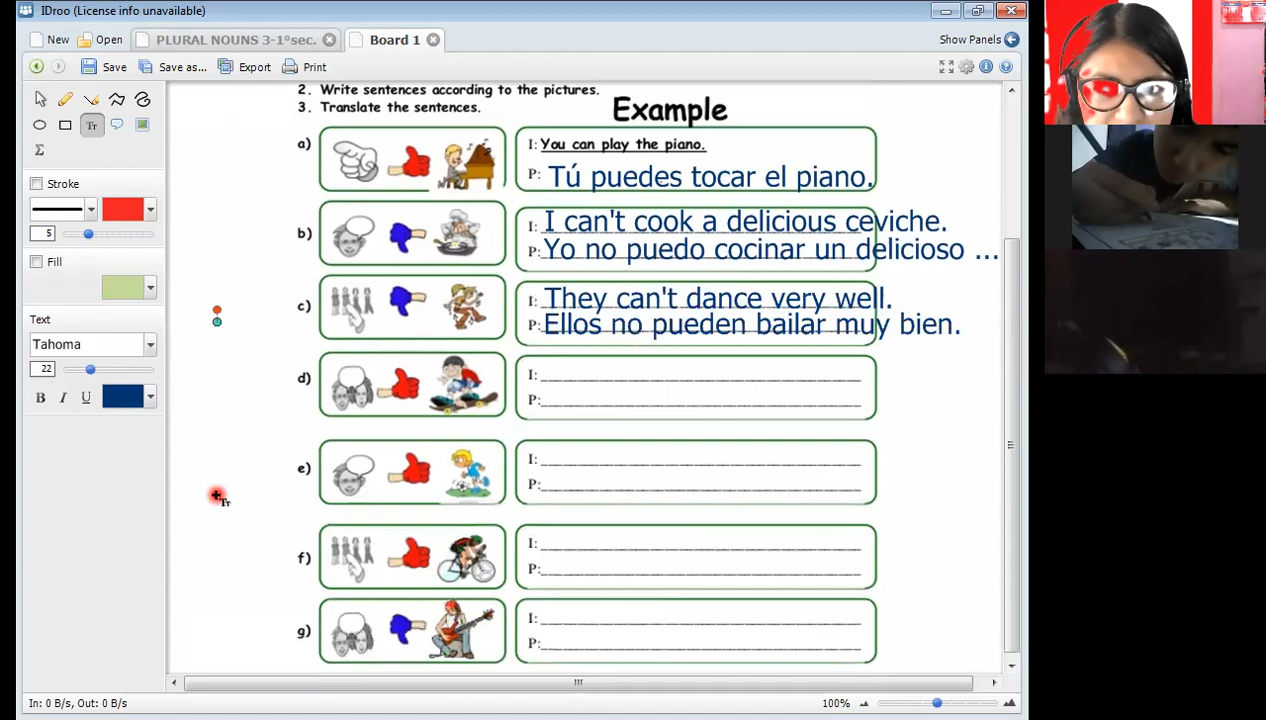 IDroo (License info unavailable)
New Open PLURAL NOUNS 3-1°sec. Board 1 Show Panels
Save Save as... Export Print
Tr
Stroke
5
Fill
Text
Tahoma
22
B I U
2. Write sentences according to the pictures.
3. Translate the sentences.
Example
a) I: You can play the piano.
P: Tú puedes tocar el piano.
b) I: I can't cook a delicious ceviche.
P: Yo no puedo cocinar un delicioso ...
c) I: They can't dance very well.
P: Ellos no pueden bailar muy bien.
d) I:
P:
e) I:
P:
f) I:
P:
g) I:
P:
In: 0 B/s, Out: 0 B/s 100%